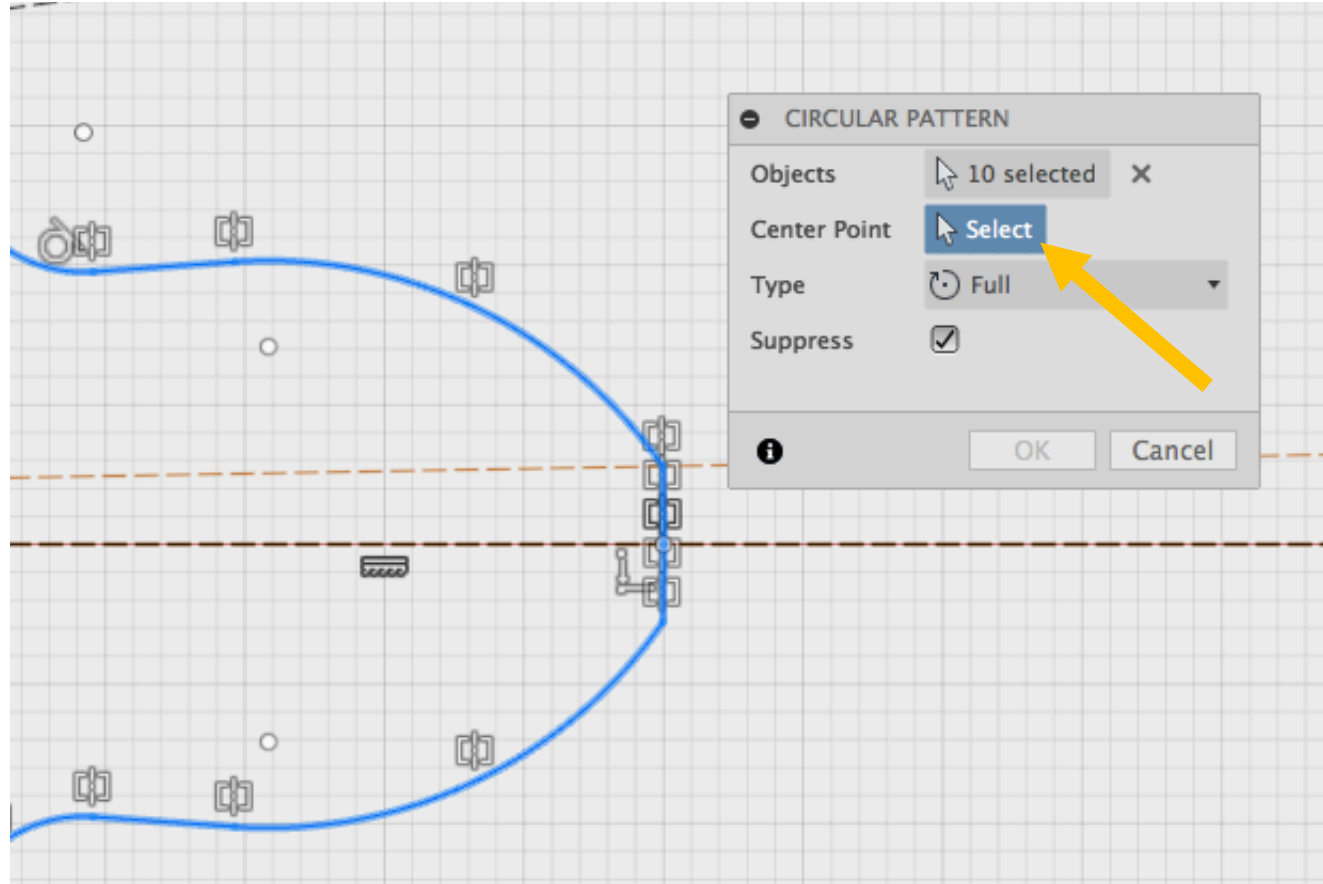 CIRCULAR PATTERN
Objects 10 selected
Center Point Select
Type Full
Suppress
OK Cancel